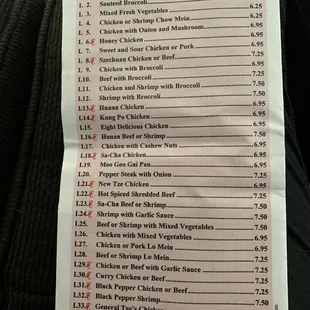 L 2. Sauteed Broccoli
L 3. Mixed Fresh Vegetables 6.25
L 4. Chicken or Shrimp Chow Mein 6.25
L 5. Chicken with Onion and Mushroom 6.95
L 6. Honey Chicken 6.95
L 7. Sweet and Sour Chicken or Pork 6.95
L 8. Szechuan Chicken or Beef 7.25
L 9. Chicken with Broccoli 6.95
L10. Beef with Broccoli 7.25
L11. Chicken and Shrimp with Broccoli 7.50
L12. Shrimp with Broccoli 7.50
L13. Hunan Chicken 6.95
L14. Kung Po Chicken 6.95
L15. Eight Delicious Chicken 6.95
L16. Hunan Beef or Shrimp 7.50
L17. Chicken with Cashew Nuts 6.95
L18. Sa-Cha Chicken 6.95
L19. Moo Goo Gai Pan 6.95
L20. Pepper Steak with Onion 7.25
L21. New Tze Chicken 6.95
L22. Hot Spiced Shredded Beef 7.25
L23. Sa-Cha Beef or Shrimp 7.50
L24. Shrimp with Garlic Sauce 7.50
L25. Beef or Shrimp with Mixed Vegetables 7.50
L26. Chicken with Mixed Vegetables 6.95
L27. Chicken or Pork Lo Mein 6.95
L28. Beef or Shrimp Lo Mein 7.25
L29. Chicken or Beef with Garlic Sauce 7.25
L30. Curry Chicken or Beef 7.25
L31. Black Pepper Chicken or Beef 7.25
L32. Black Pepper Shrimp 7.50
L33. General Tso's Chicken 6.95